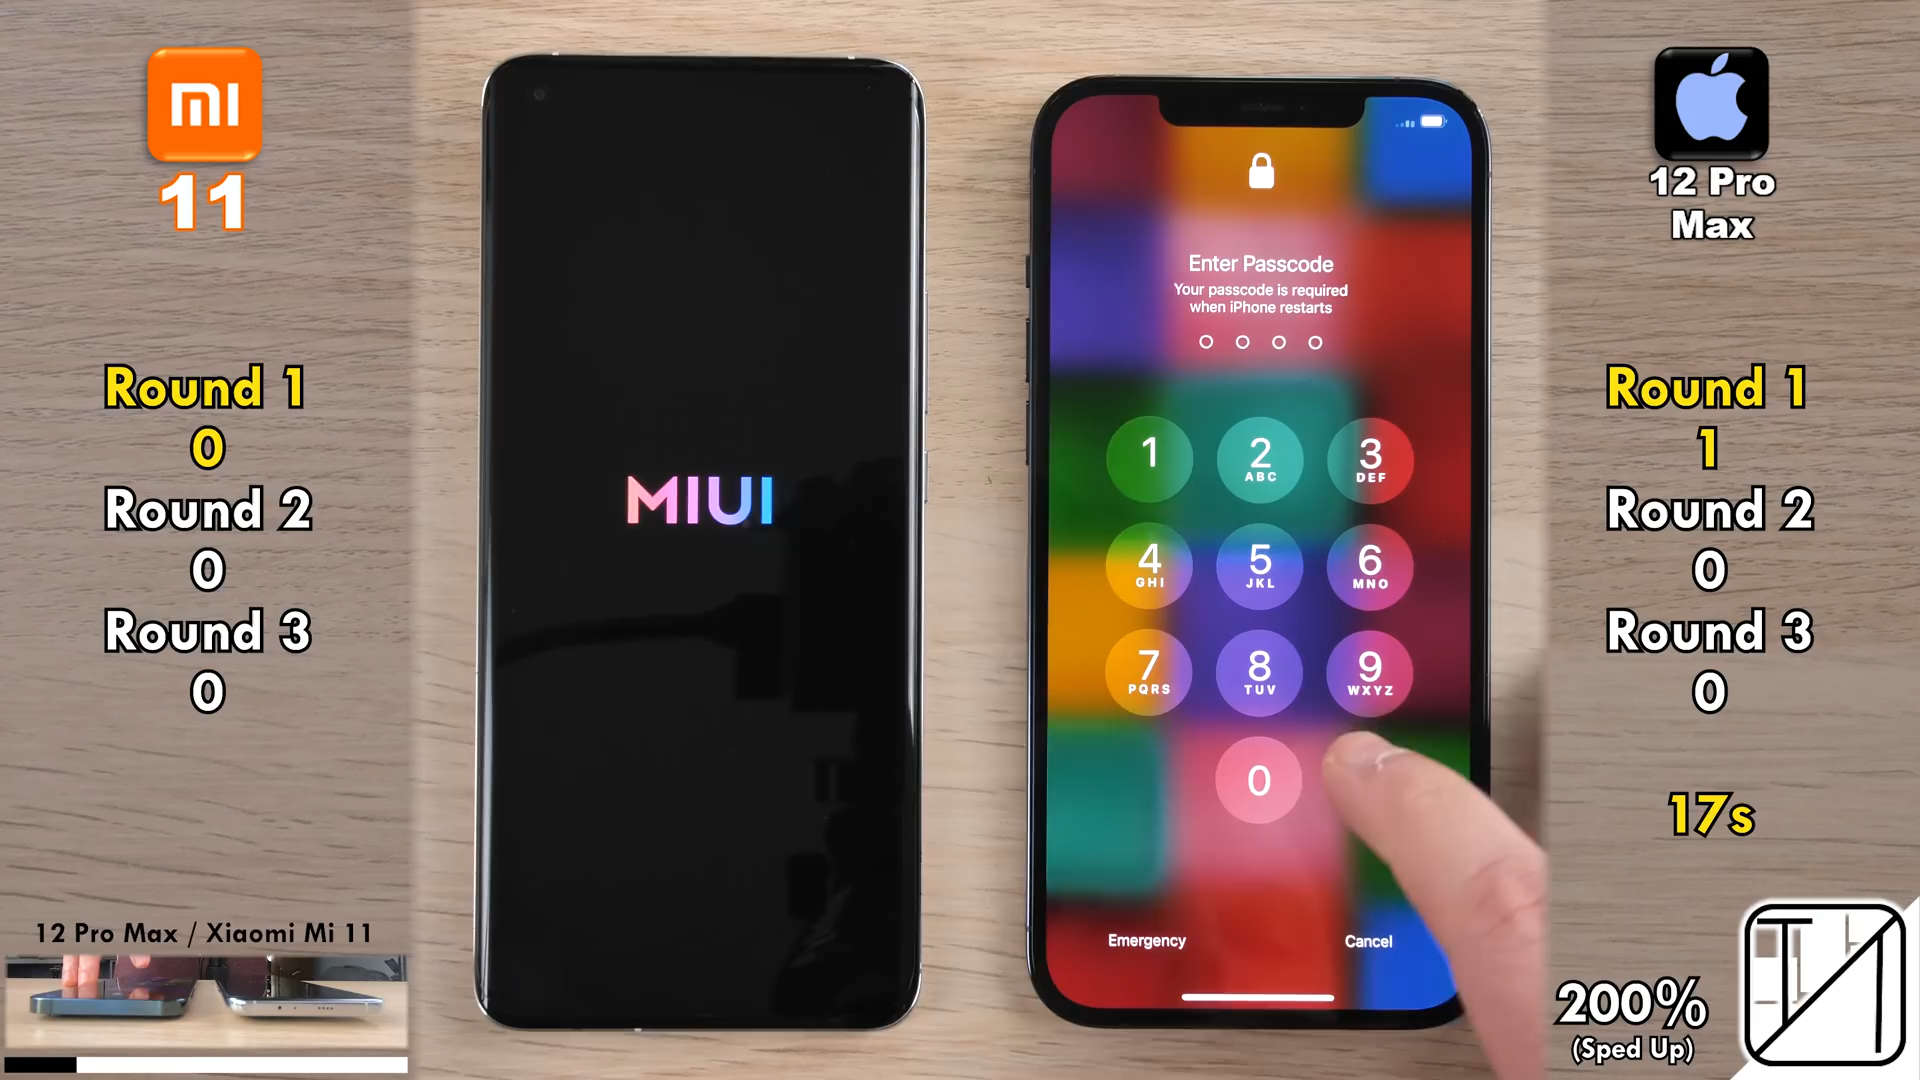 mi
11
Round 1
0
Round 2
0
Round 3
0
12 Pro Max / Xiaomi Mi 11
MIUI
Enter Passcode
Your passcode is required
when iPhone restarts
1
2
ABC
3
DEF
4
GHI
5
JKL
6
MNO
7
PQRS
8
TUV
9
WXYZ
0
Emergency
Cancel
12 Pro
Max
Round 1
1
Round 2
0
Round 3
0
17s
200%
(Sped Up)